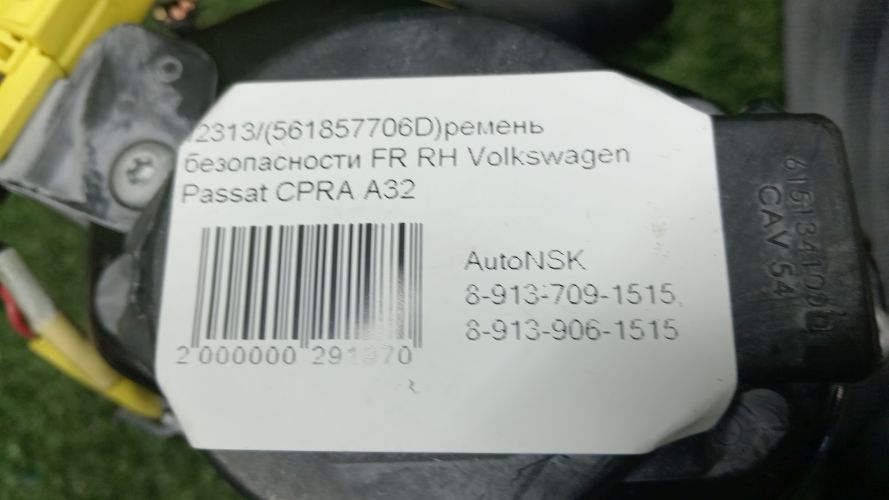 2313/(561857706D)ремень
безопасности FR RH Volkswagen
Passat CPRA A32
AutoNSK
8-913-709-1515,
8-913-906-1515
2 000000 291970
CAV 54